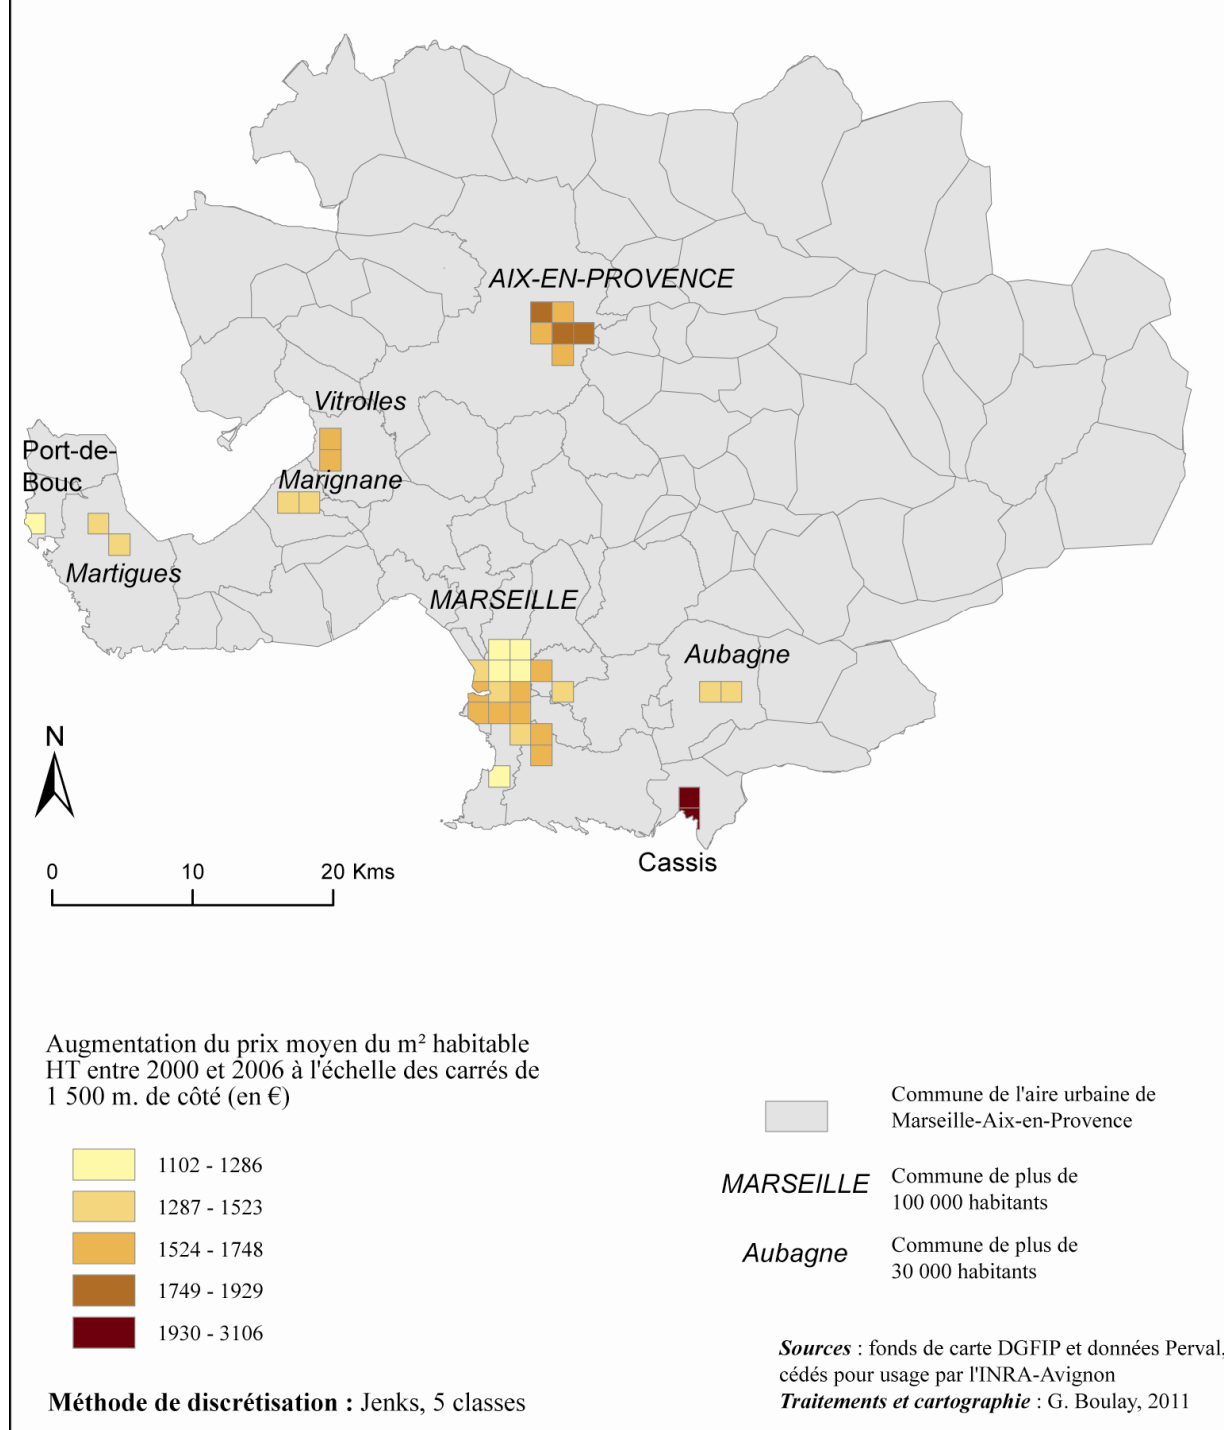 AIX-EN-PROVENCE
Vitrolles
Port-de-
Bouc
Marignane
Martigues
MARSEILLE
Aubagne
N
Cassis
0 10 20 Kms
Augmentation du prix moyen du m² habitable
HT entre 2000 et 2006 à l'échelle des carrés de
1 500 m. de côté (en €)
1102 - 1286
1287 - 1523
1524 - 1748
1749 - 1929
1930 - 3106
Méthode de discrétisation : Jenks, 5 classes
Commune de l'aire urbaine de
Marseille-Aix-en-Provence
MARSEILLE
Commune de plus de
100 000 habitants
Aubagne
Commune de plus de
30 000 habitants
Sources : fonds de carte DGFIP et données Perval,
cédés pour usage par l'INRA-Avignon
Traitements et cartographie : G. Boulay, 2011